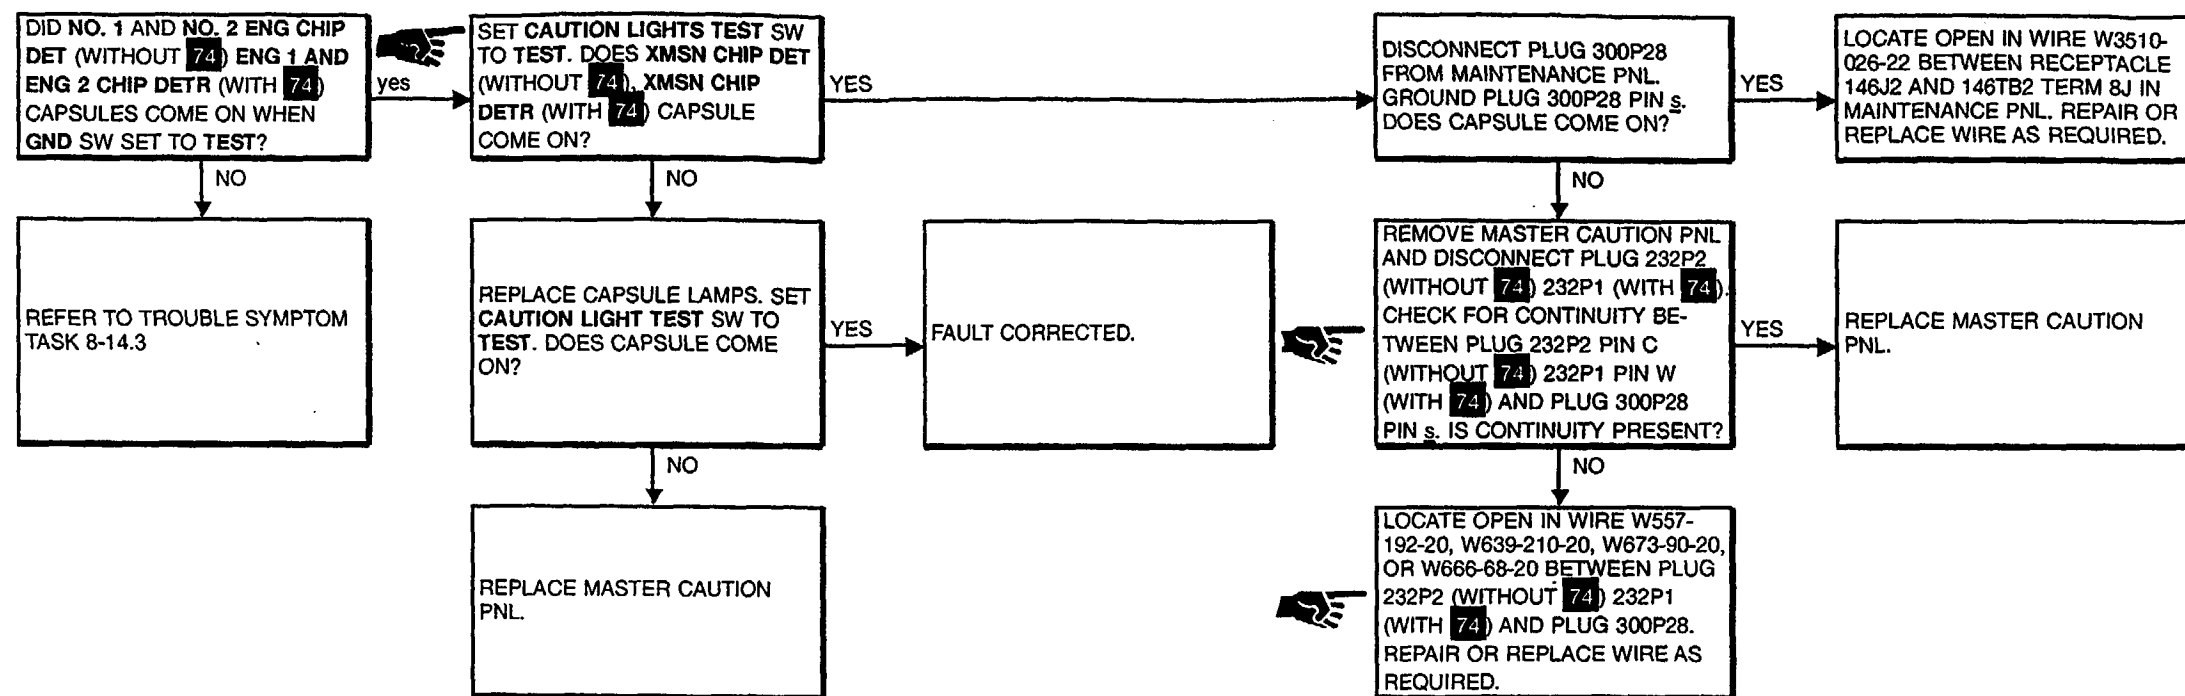 DID NO. 1 AND NO. 2 ENG CHIP
DET (WITHOUT 74) ENG 1 AND
ENG 2 CHIP DETR (WITH 74)
CAPSULES COME ON WHEN
GND SW SET TO TEST?
yes
NO
SET CAUTION LIGHTS TEST SW
TO TEST. DOES XMSN CHIP DET
(WITHOUT 74), XMSN CHIP
DETR (WITH 74) CAPSULE
COME ON?
YES
NO
DISCONNECT PLUG 300P28
FROM MAINTENANCE PNL.
GROUND PLUG 300P28 PIN s.
DOES CAPSULE COME ON?
YES
NO
LOCATE OPEN IN WIRE W3510-
026-22 BETWEEN RECEPTACLE
146J2 AND 146TB2 TERM 8J IN
MAINTENANCE PNL. REPAIR OR
REPLACE WIRE AS REQUIRED.
REFER TO TROUBLE SYMPTOM
TASK 8-14.3
REPLACE CAPSULE LAMPS. SET
CAUTION LIGHT TEST SW TO
TEST. DOES CAPSULE COME
ON?
YES
NO
FAULT CORRECTED.
REMOVE MASTER CAUTION PNL
AND DISCONNECT PLUG 232P2
(WITHOUT 74) 232P1 (WITH 74).
CHECK FOR CONTINUITY BE-
TWEEN PLUG 232P2 PIN C
(WITHOUT 74) 232P1 PIN W
(WITH 74) AND PLUG 300P28
PIN s. IS CONTINUITY PRESENT?
YES
NO
REPLACE MASTER CAUTION
PNL.
REPLACE MASTER CAUTION
PNL.
LOCATE OPEN IN WIRE W557-
192-20, W639-210-20, W673-90-20,
OR W666-68-20 BETWEEN PLUG
232P2 (WITHOUT 74) 232P1
(WITH 74) AND PLUG 300P28.
REPAIR OR REPLACE WIRE AS
REQUIRED.